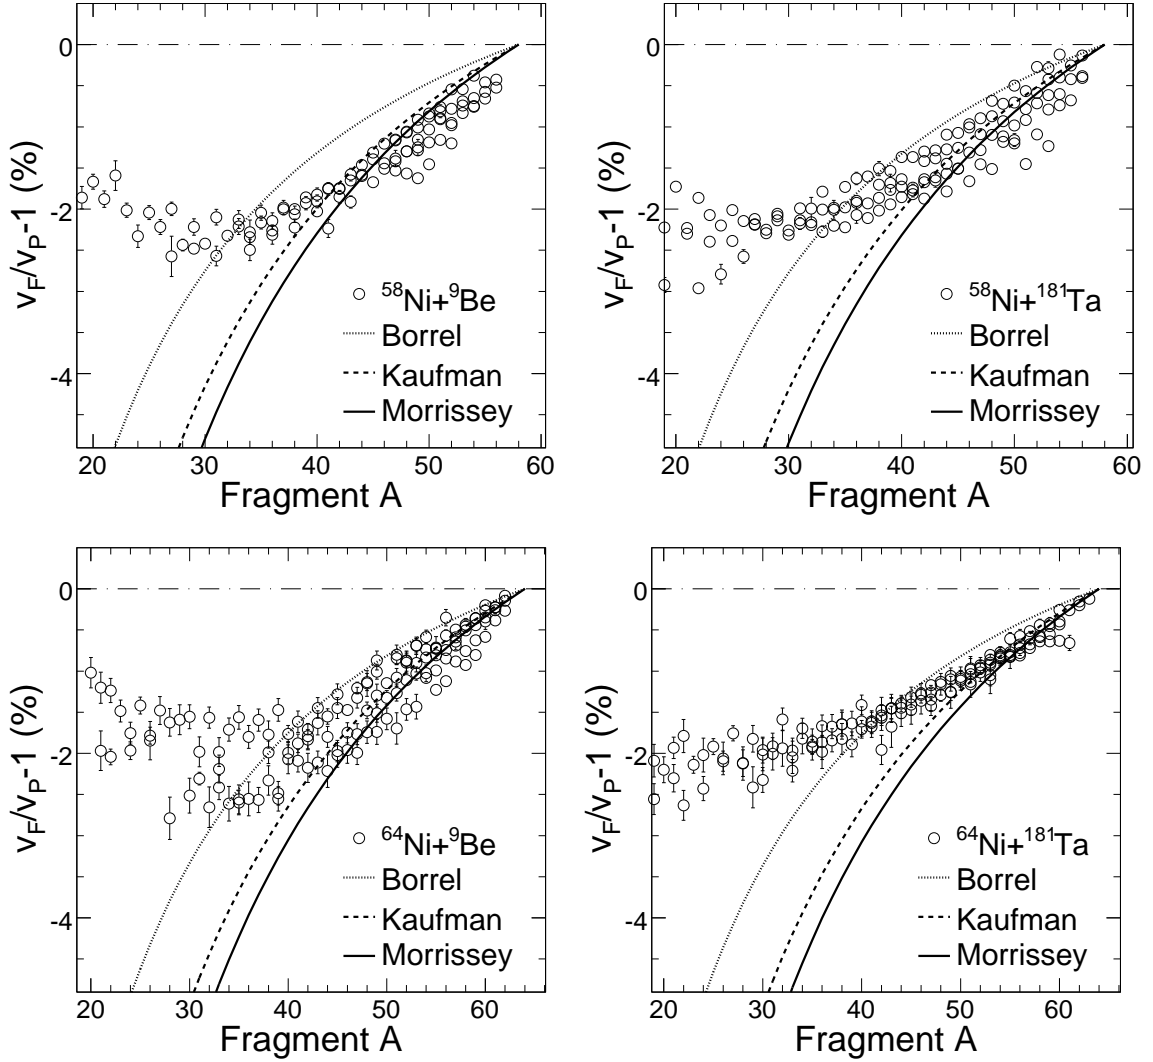 0
-2
-4
v_F/v_P-1 (%)
⁵⁸Ni+⁹Be
Borrel
Kaufman
Morrissey
20 30 40 50 60
Fragment A
0
-2
-4
v_F/v_P-1 (%)
⁵⁸Ni+¹⁸¹Ta
Borrel
Kaufman
Morrissey
20 30 40 50 60
Fragment A
0
-2
-4
v_F/v_P-1 (%)
⁶⁴Ni+⁹Be
Borrel
Kaufman
Morrissey
20 30 40 50 60
Fragment A
0
-2
-4
v_F/v_P-1 (%)
⁶⁴Ni+¹⁸¹Ta
Borrel
Kaufman
Morrissey
20 30 40 50 60
Fragment A